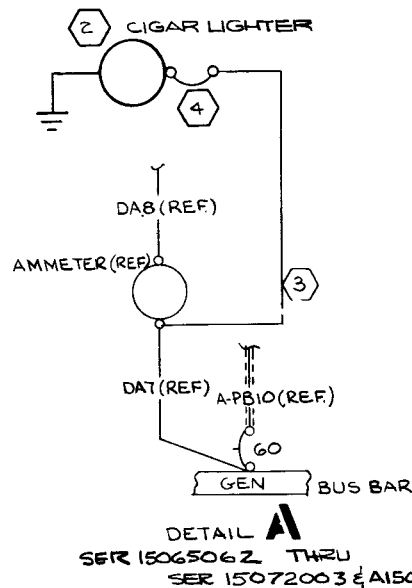 2 CIGAR LIGHTER
4
DA8 (REF.)
AMMETER (REF.)
3
DA7 (REF)
A-PB10 (REF.)
60
GEN BUS BAR
DETAIL A
SER 15065062 THRU
SER 15072003 & A150